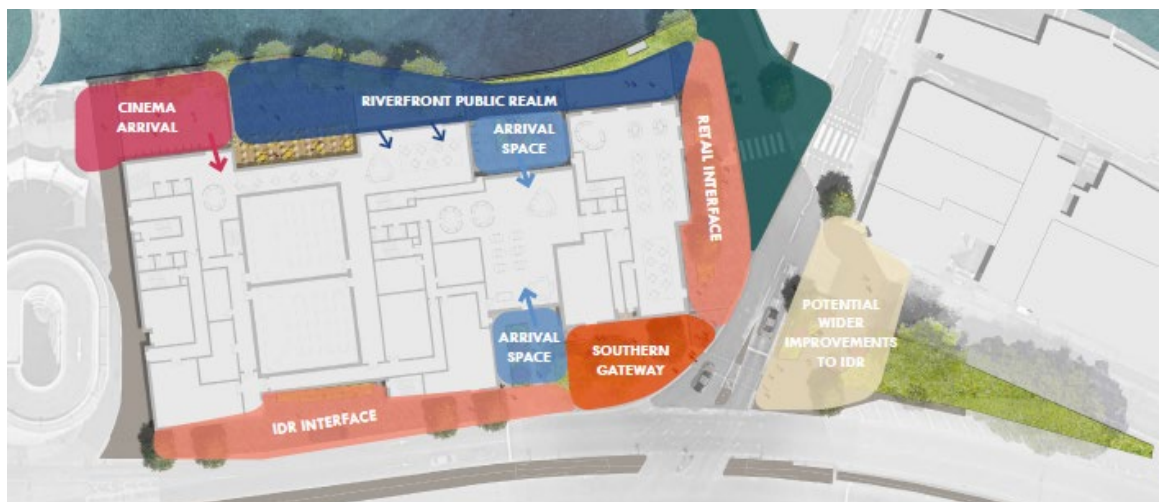 CINEMA
ARRIVAL
RIVERFRONT PUBLIC REALM
ARRIVAL
SPACE
RETAIL INTERFACE
POTENTIAL
WIDER
IMPROVEMENTS
TO IDR
ARRIVAL
SPACE
SOUTHERN
GATEWAY
IDR INTERFACE